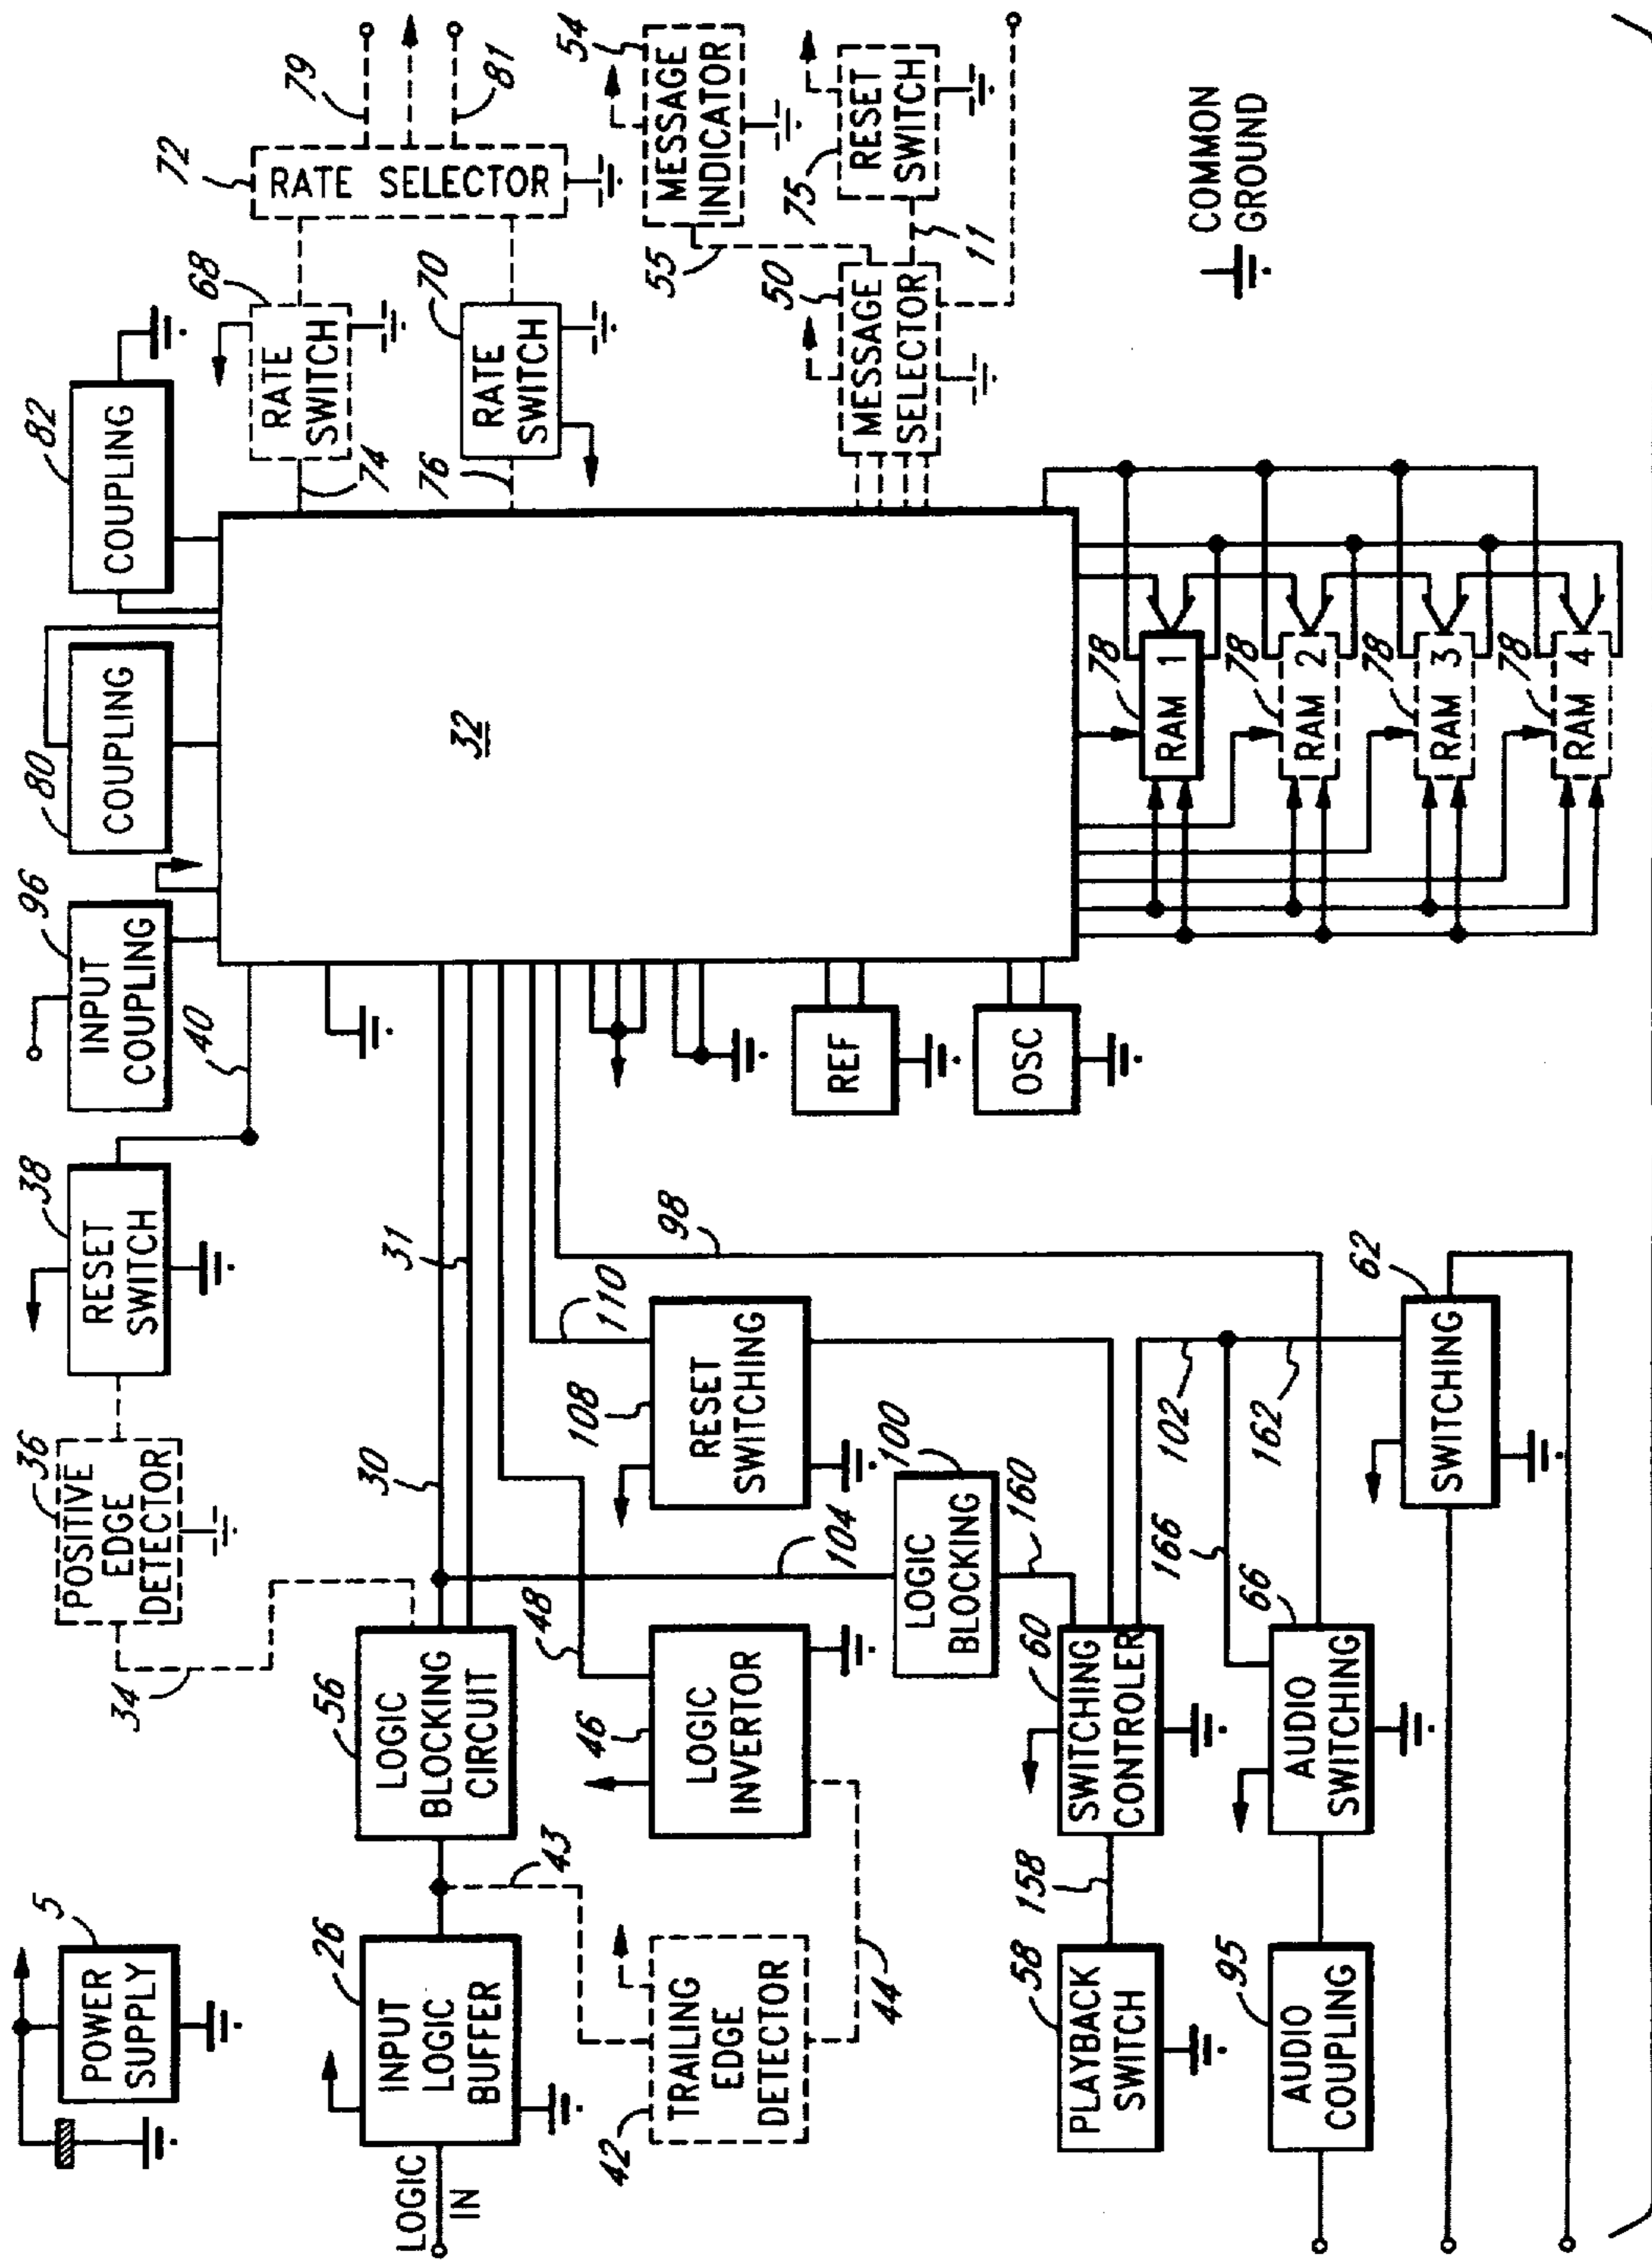 5
POWER
SUPPLY
LOGIC
IN
26
INPUT
LOGIC
BUFFER
43
42
TRAILING
EDGE
DETECTOR
44
34
36
POSITIVE
EDGE
DETECTOR
56
LOGIC
BLOCKING
CIRCUIT
46
LOGIC
INVERTOR
48
38
RESET
SWITCH
40
30
31
110
108
RESET
SWITCHING
98
104
100
LOGIC
BLOCKING
160
58
PLAYBACK
SWITCH
158
60
SWITCHING
CONTROLER
102
162
166
66
AUDIO
SWITCHING
95
AUDIO
COUPLING
62
SWITCHING
96
INPUT
COUPLING
80
COUPLING
82
COUPLING
32
REF
OSC
74
68
RATE
SWITCH
76
70
RATE
SWITCH
72
RATE SELECTOR
79
81
54
MESSAGE
INDICATOR
55
50
MESSAGE
SELECTOR
75
RESET
SWITCH
11
78
RAM 1
78
RAM 2
78
RAM 3
78
RAM 4
COMMON
GROUND